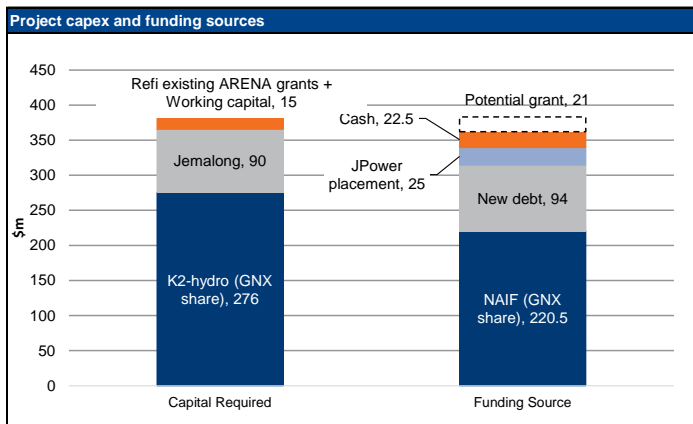 Project capex and funding sources
450
400
350
300
250
200
150
100
50
$0
$m
Refi existing ARENA grants +
Working capital, 15
Jemalong, 90
K2-hydro (GNX
share), 276
Potential grant, 21
Cash, 22.5
JPower
placement, 25
New debt, 94
NAIF (GNX
share), 220.5
Capital Required
Funding Source